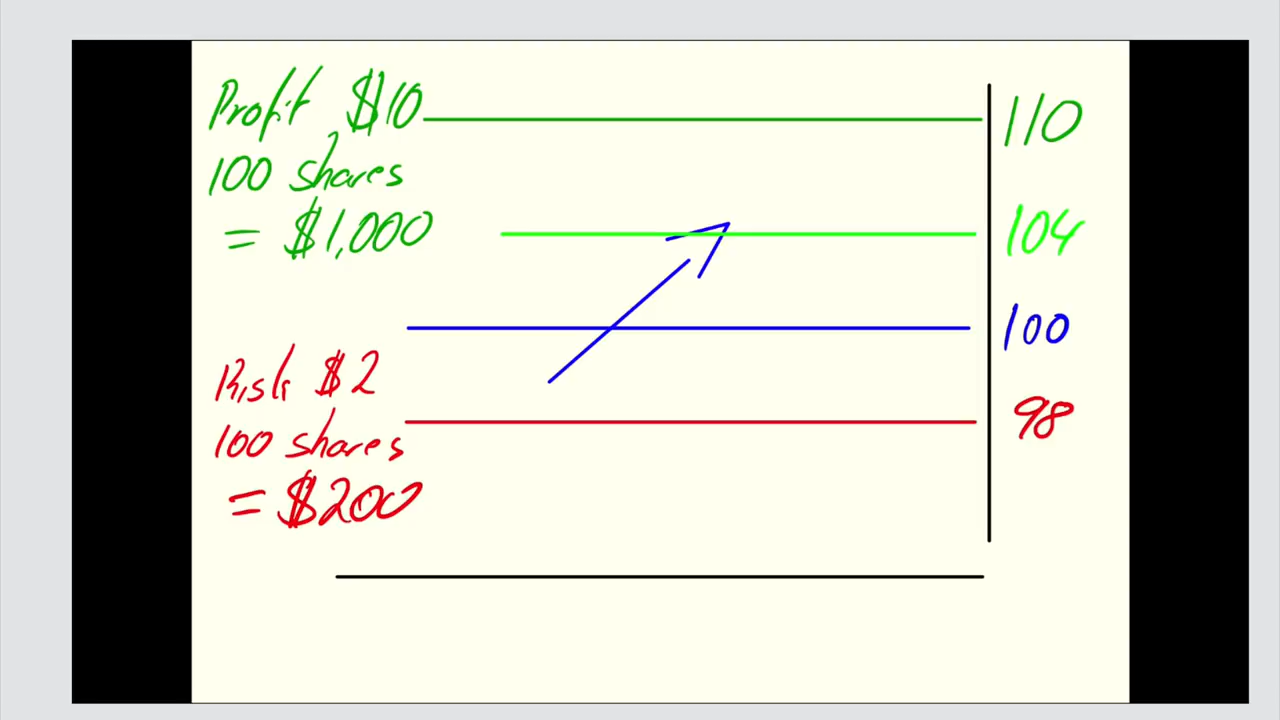 Profit $10
100 shares
= $1,000
Risk $2
100 shares
= $200
110
104
100
98